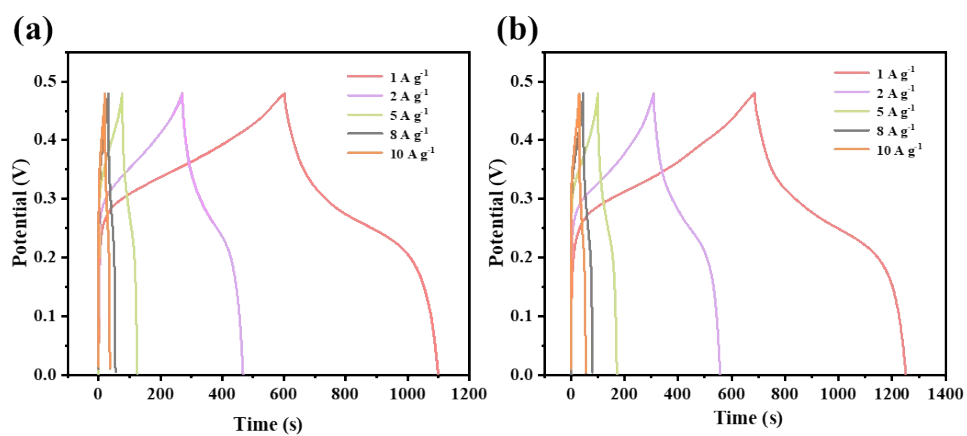 (a)
0.5
0.4
0.3
0.2
0.1
0.0
Potential (V)
1 A g⁻¹
2 A g⁻¹
5 A g⁻¹
8 A g⁻¹
10 A g⁻¹
0 200 400 600 800 1000 1200
Time (s)
(b)
0.5
0.4
0.3
0.2
0.1
0.0
Potential (V)
1 A g⁻¹
2 A g⁻¹
5 A g⁻¹
8 A g⁻¹
10 A g⁻¹
0 200 400 600 800 1000 1200 1400
Time (s)